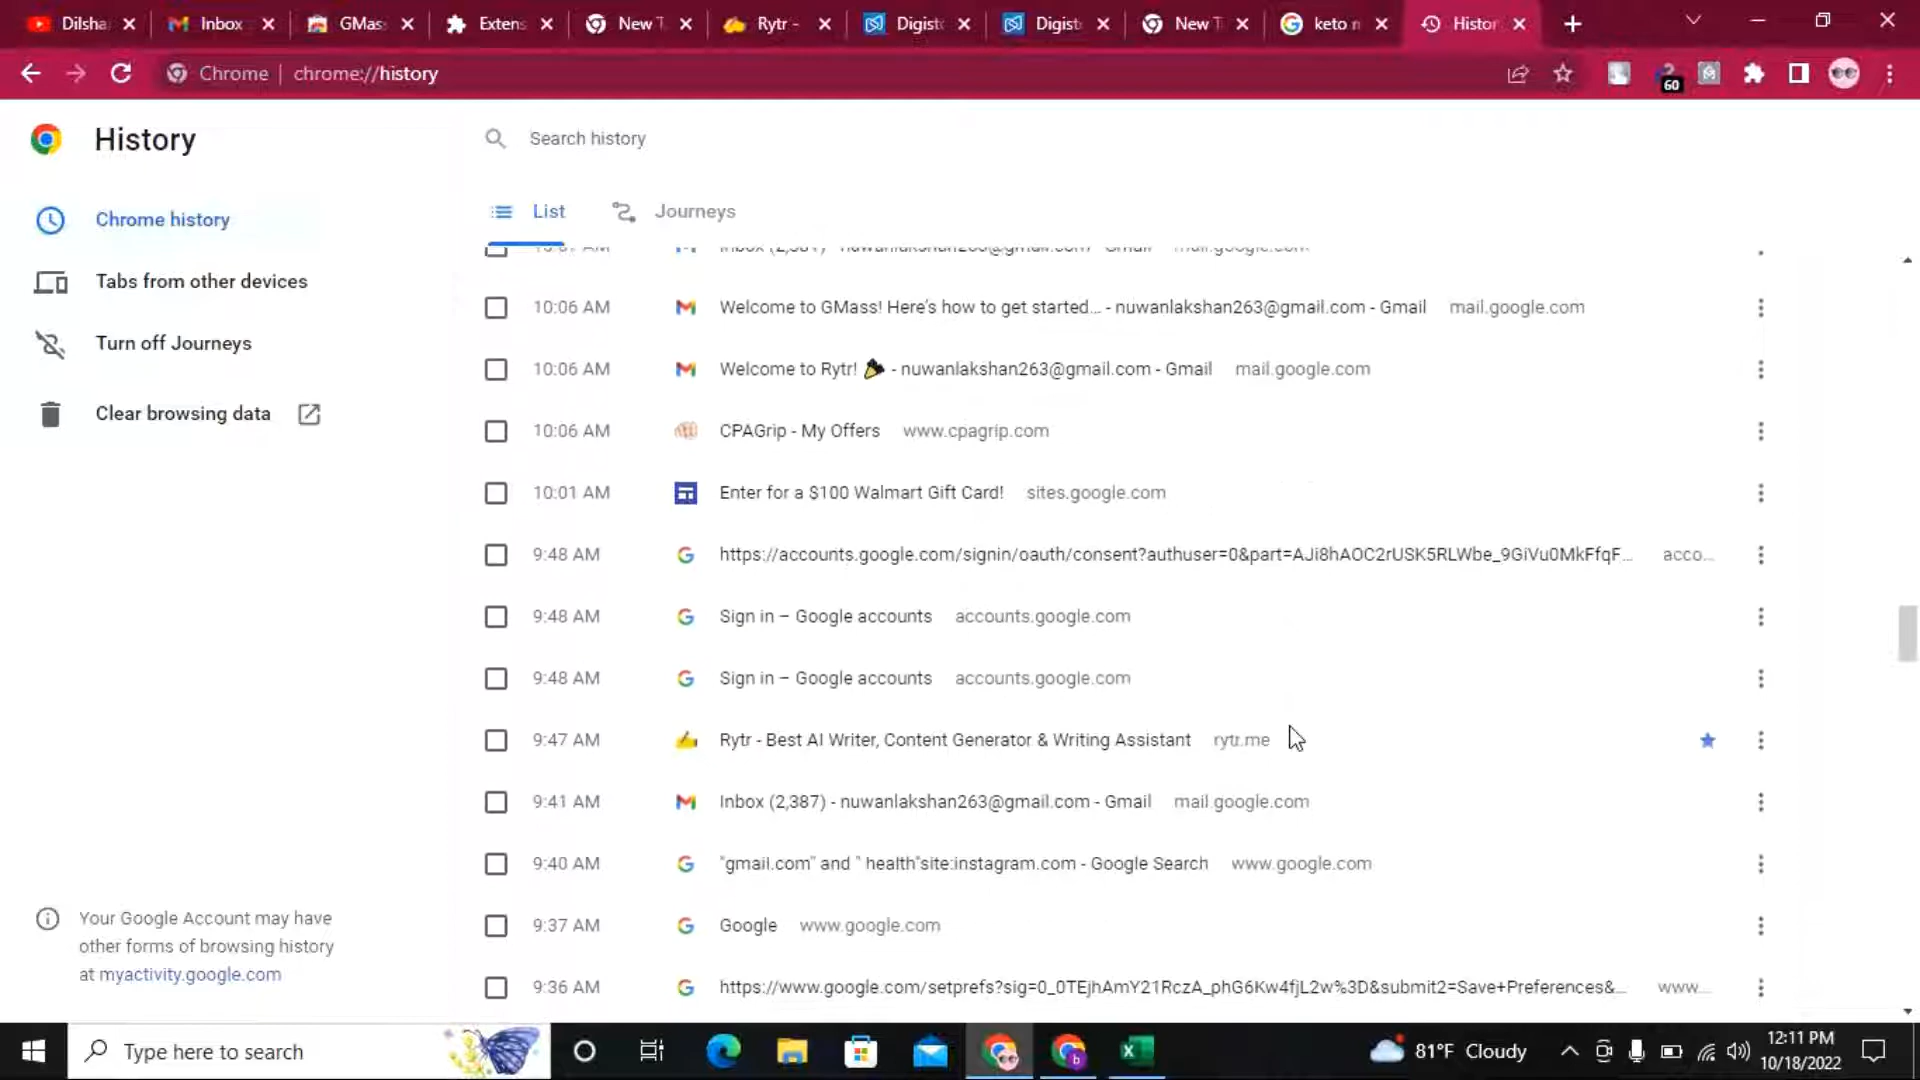 Dilsha
Inbox
GMas
Extens
New T
Rytr -
Digist
Digist
New T
keto n
Histor
Chrome
chrome://history
60
History
Search history
List
Journeys
Chrome history
Tabs from other devices
Turn off Journeys
Clear browsing data
Your Google Account may have
other forms of browsing history
at myactivity.google.com
10:06 AM Welcome to GMass! Here's how to get started... - nuwanlakshan263@gmail.com - Gmail mail.google.com
10:06 AM Welcome to Rytr! - nuwanlakshan263@gmail.com - Gmail mail.google.com
10:06 AM CPAGrip - My Offers www.cpagrip.com
10:01 AM Enter for a $100 Walmart Gift Card! sites.google.com
9:48 AM https://accounts.google.com/signin/oauth/consent?authuser=0&part=AJi8hAOC2rUSK5RLWbe_9GiVu0MkFfqF... acco...
9:48 AM Sign in – Google accounts accounts.google.com
9:48 AM Sign in – Google accounts accounts.google.com
9:47 AM Rytr - Best AI Writer, Content Generator & Writing Assistant rytr.me
9:41 AM Inbox (2,387) - nuwanlakshan263@gmail.com - Gmail mail.google.com
9:40 AM "gmail.com" and " health"site:instagram.com - Google Search www.google.com
9:37 AM Google www.google.com
9:36 AM https://www.google.com/setprefs?sig=0_0TEjhAmY21RczA_phG6Kw4fjL2w%3D&submit2=Save+Preferences&... www...
Type here to search
81°F Cloudy
12:11 PM
10/18/2022